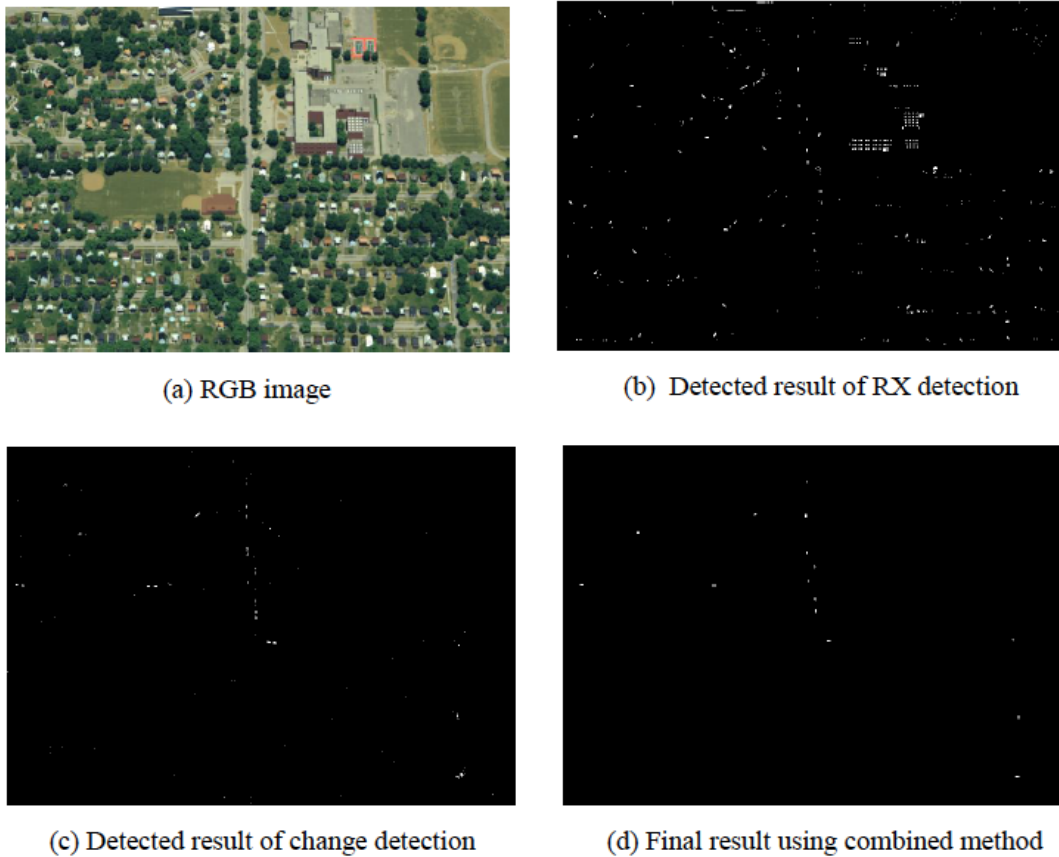 (a) RGB image
(b) Detected result of RX detection
(c) Detected result of change detection
(d) Final result using combined method